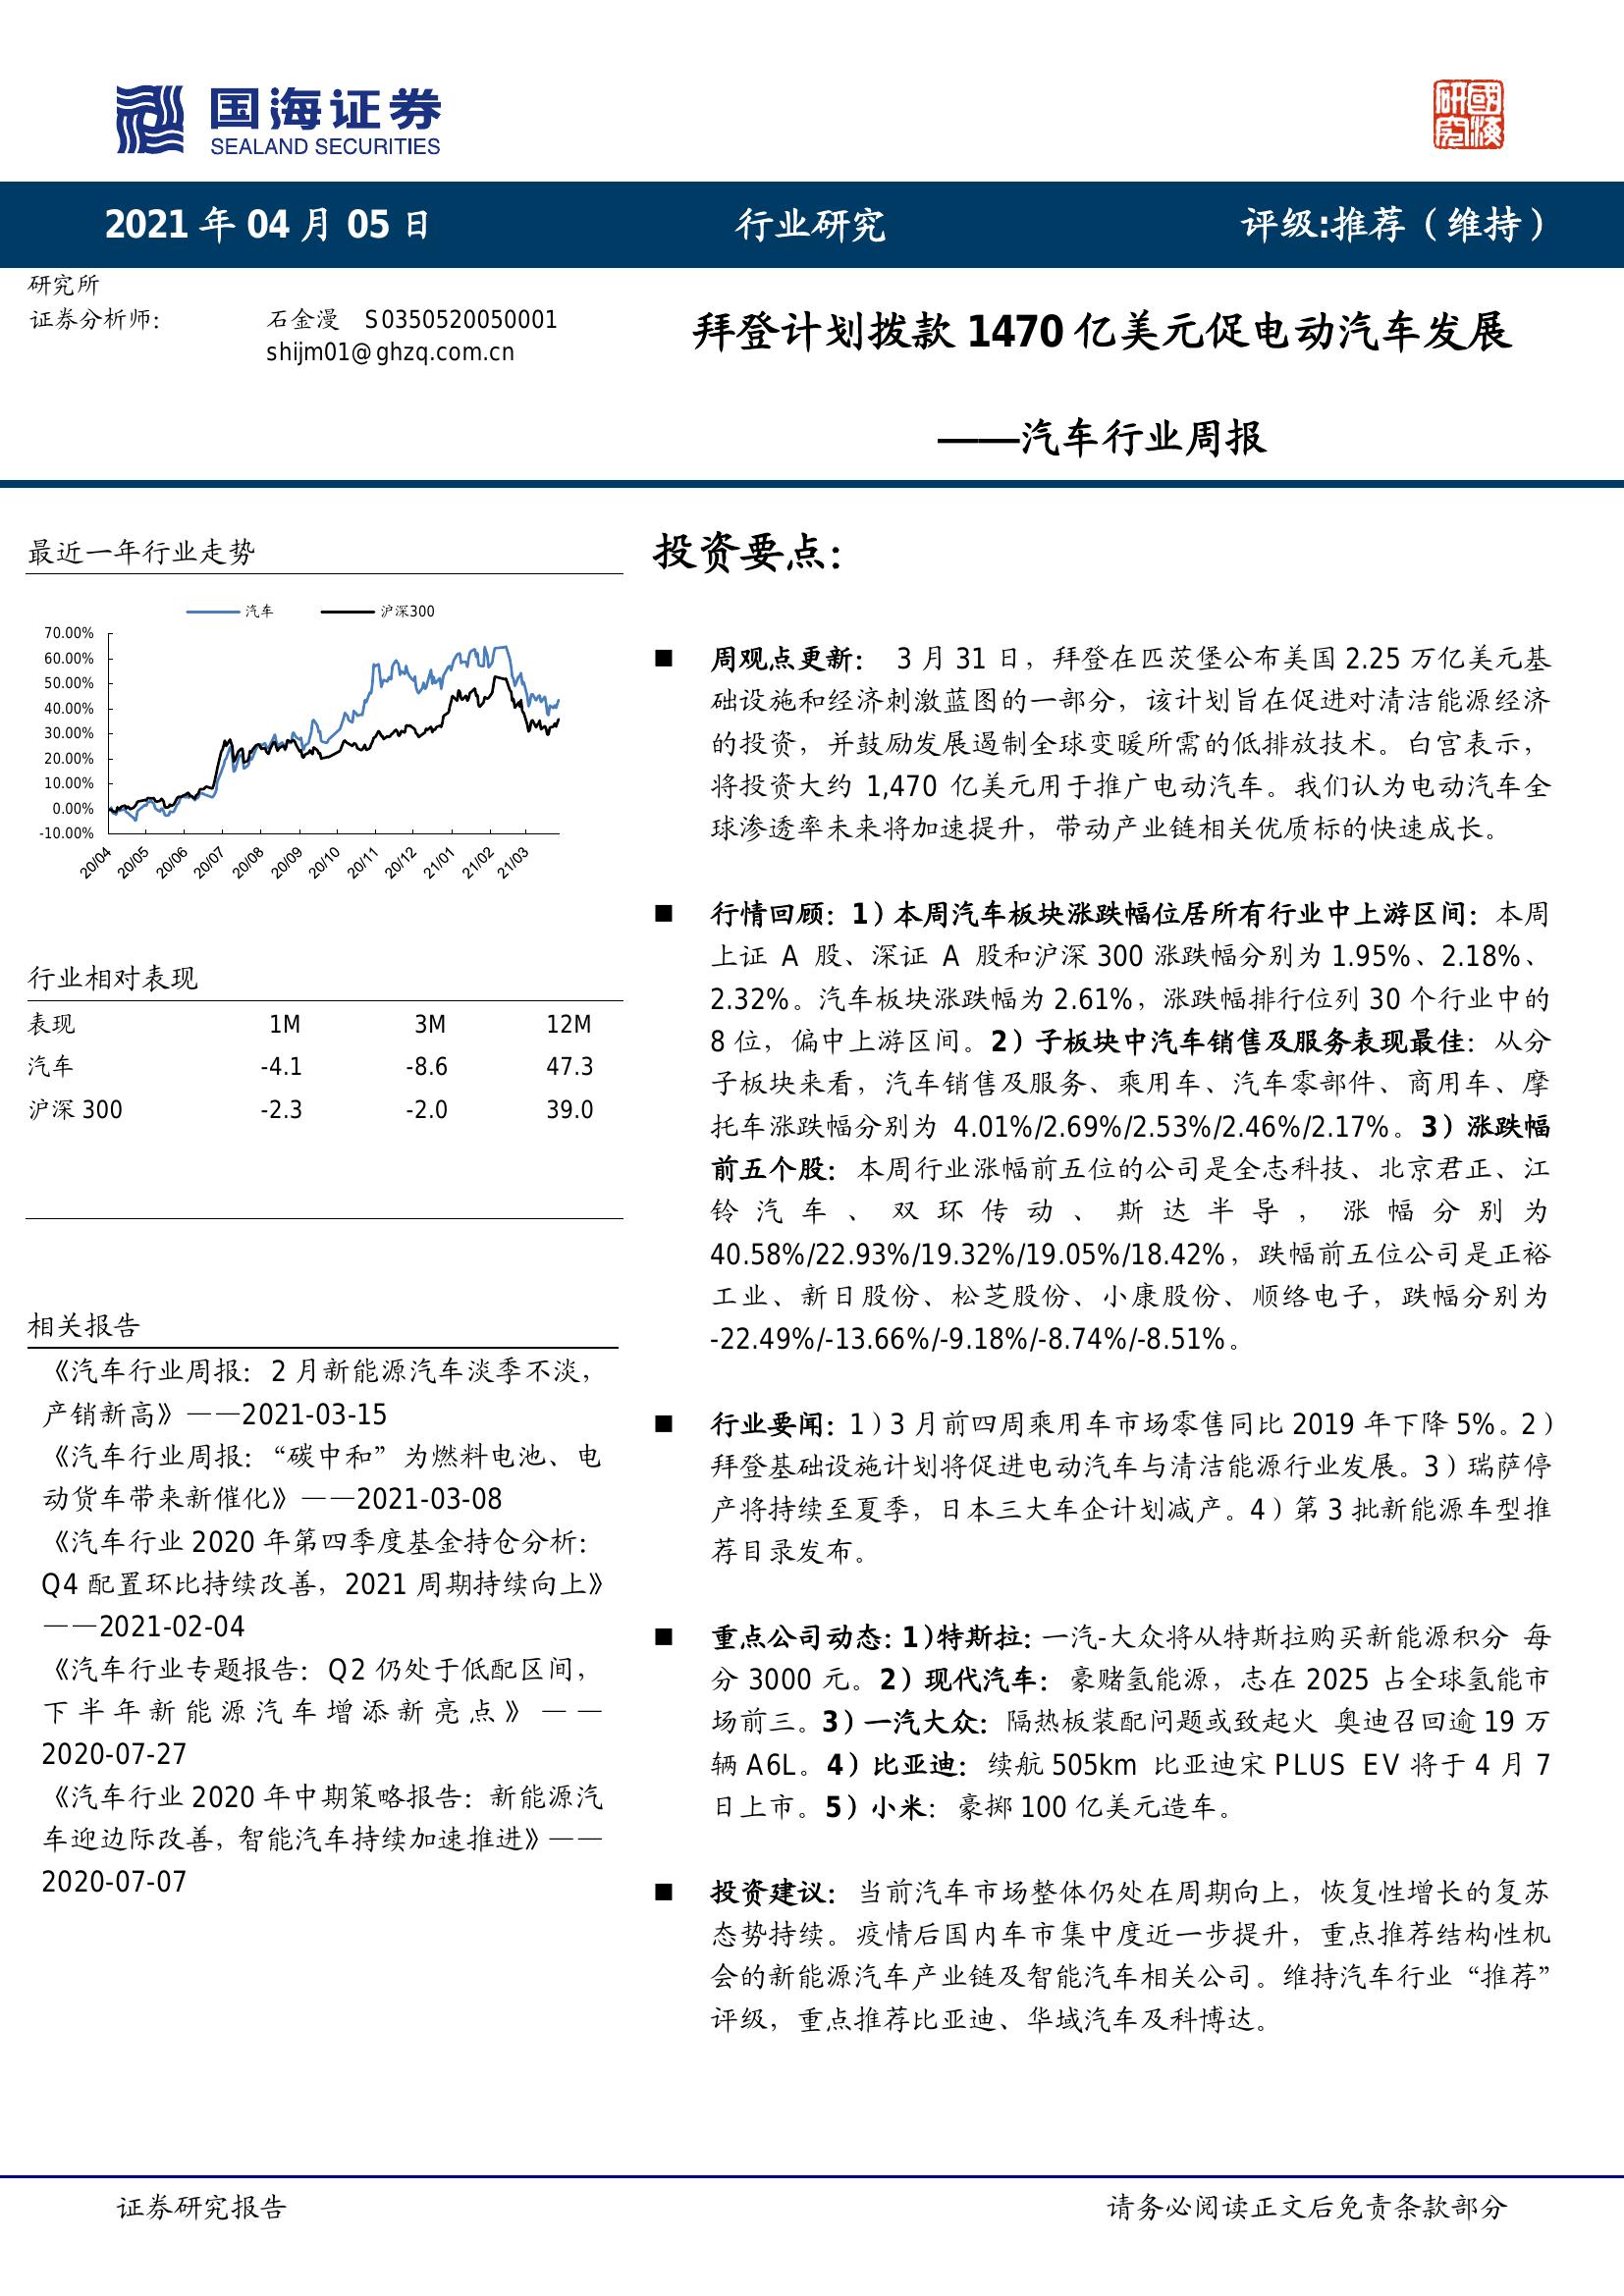 国海证券
SEALAND SECURITIES
國海研究
2021 年 04 月 05 日
行业研究
评级:推荐（维持）
研究所
证券分析师： 石金漫 S0350520050001
shijm01@ghzq.com.cn
拜登计划拨款 1470 亿美元促电动汽车发展
——汽车行业周报
最近一年行业走势
汽车 沪深300
70.00%
60.00%
50.00%
40.00%
30.00%
20.00%
10.00%
0.00%
-10.00%
20/04 20/05 20/06 20/07 20/08 20/09 20/10 20/11 20/12 21/01 21/02 21/03
行业相对表现
表现 1M 3M 12M
汽车 -4.1 -8.6 47.3
沪深 300 -2.3 -2.0 39.0
相关报告
《汽车行业周报：2 月新能源汽车淡季不淡，
产销新高》——2021-03-15
《汽车行业周报：“碳中和”为燃料电池、电
动货车带来新催化》——2021-03-08
《汽车行业 2020 年第四季度基金持仓分析：
Q4 配置环比持续改善，2021 周期持续向上》
——2021-02-04
《汽车行业专题报告：Q2 仍处于低配区间，
下半年新能源汽车增添新亮点》——
2020-07-27
《汽车行业 2020 年中期策略报告：新能源汽
车迎边际改善，智能汽车持续加速推进》——
2020-07-07
投资要点：
■ 周观点更新： 3 月 31 日，拜登在匹茨堡公布美国 2.25 万亿美元基
础设施和经济刺激蓝图的一部分，该计划旨在促进对清洁能源经济
的投资，并鼓励发展遏制全球变暖所需的低排放技术。白宫表示，
将投资大约 1,470 亿美元用于推广电动汽车。我们认为电动汽车全
球渗透率未来将加速提升，带动产业链相关优质标的快速成长。
■ 行情回顾：1）本周汽车板块涨跌幅位居所有行业中上游区间：本周
上证 A 股、深证 A 股和沪深 300 涨跌幅分别为 1.95%、2.18%、
2.32%。汽车板块涨跌幅为 2.61%，涨跌幅排行位列 30 个行业中的
8 位，偏中上游区间。2）子板块中汽车销售及服务表现最佳：从分
子板块来看，汽车销售及服务、乘用车、汽车零部件、商用车、摩
托车涨跌幅分别为 4.01%/2.69%/2.53%/2.46%/2.17%。3）涨跌幅
前五个股：本周行业涨幅前五位的公司是全志科技、北京君正、江
铃汽车、双环传动、斯达半导，涨幅分别为
40.58%/22.93%/19.32%/19.05%/18.42%，跌幅前五位公司是正裕
工业、新日股份、松芝股份、小康股份、顺络电子，跌幅分别为
-22.49%/-13.66%/-9.18%/-8.74%/-8.51%。
■ 行业要闻：1）3 月前四周乘用车市场零售同比 2019 年下降 5%。2）
拜登基础设施计划将促进电动汽车与清洁能源行业发展。3）瑞萨停
产将持续至夏季，日本三大车企计划减产。4）第 3 批新能源车型推
荐目录发布。
■ 重点公司动态：1)特斯拉：一汽-大众将从特斯拉购买新能源积分 每
分 3000 元。2）现代汽车：豪赌氢能源，志在 2025 占全球氢能市
场前三。3）一汽大众：隔热板装配问题或致起火 奥迪召回逾 19 万
辆 A6L。4）比亚迪：续航 505km 比亚迪宋 PLUS EV 将于 4 月 7
日上市。5）小米：豪掷 100 亿美元造车。
■ 投资建议：当前汽车市场整体仍处在周期向上，恢复性增长的复苏
态势持续。疫情后国内车市集中度近一步提升，重点推荐结构性机
会的新能源汽车产业链及智能汽车相关公司。维持汽车行业“推荐”
评级，重点推荐比亚迪、华域汽车及科博达。
证券研究报告
请务必阅读正文后免责条款部分